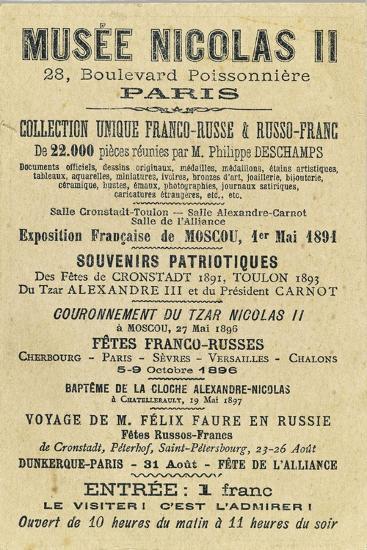 MUSÉE NICOLAS II
28, Boulevard Poissonnière
PARIS
COLLECTION UNIQUE FRANCO-RUSSE & RUSSO-FRANC
De 22.000 pièces réunies par M. Philippe DESCHAMPS
Documents officiels, dessins originaux, médailles, médaillons, étains artistiques,
tableaux, aquarelles, miniatures, ivoires, bronzes d'art, joaillerie, bijouterie,
céramique, bustes, émaux, photographies, journaux satiriques,
caricatures étrangères, etc., etc.
Salle Cronstadt-Toulon — Salle Alexandre-Carnot
Salle de l'Alliance
Exposition Française de MOSCOU, 1er Mai 1891
SOUVENIRS PATRIOTIQUES
Des Fêtes de CRONSTADT 1891, TOULON 1893
Du Tzar ALEXANDRE III et du Président CARNOT
COURONNEMENT DU TZAR NICOLAS II
à MOSCOU, 27 Mai 1896
FÊTES FRANCO-RUSSES
CHERBOURG - PARIS - SÈVRES - VERSAILLES - CHALONS
5-9 Octobre 1896
BAPTÊME DE LA CLOCHE ALEXANDRE-NICOLAS
à CHATELLERAULT, 19 Mai 1897
VOYAGE DE M. FÉLIX FAURE EN RUSSIE
Fêtes Russos-Francs
de Cronstadt, Péterhof, Saint-Pétersbourg, 23-26 Août
DUNKERQUE-PARIS - 31 Août - FÊTE DE L'ALLIANCE
ENTRÉE : 1 franc
LE VISITER ! C'EST L'ADMIRER !
Ouvert de 10 heures du matin à 11 heures du soir